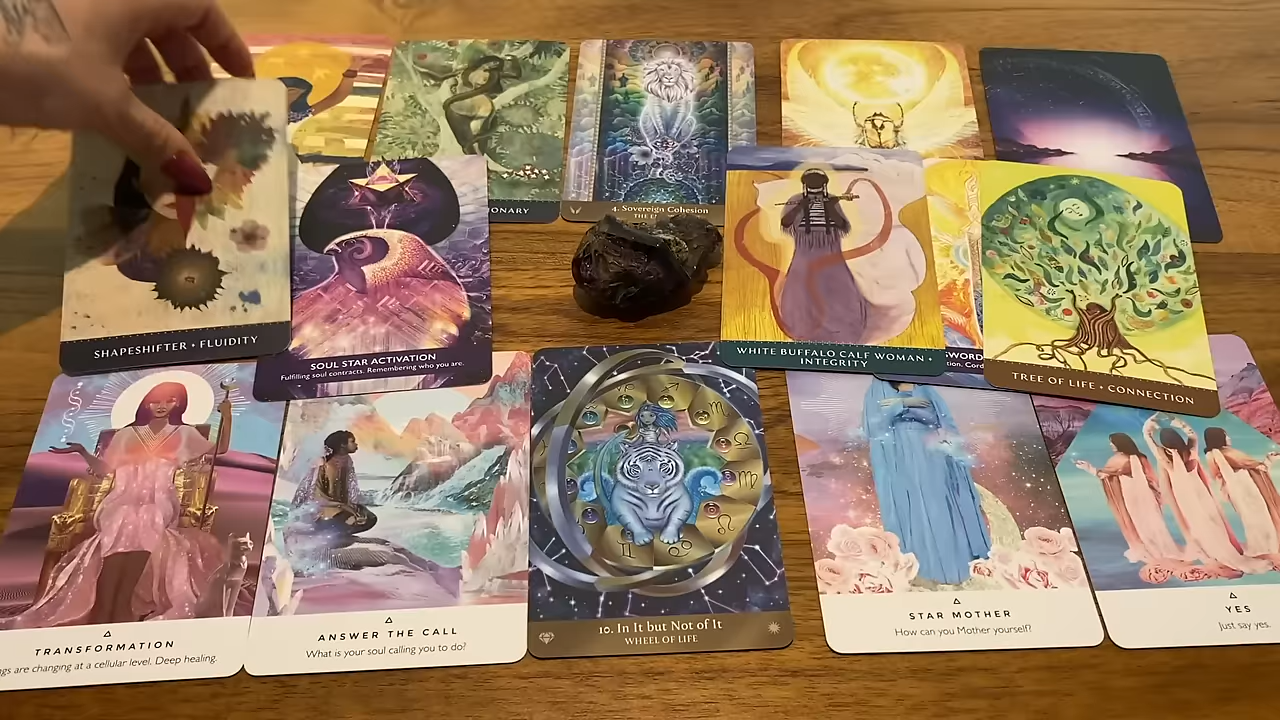 ONARY
4. Sovereign Cohesion
THE E
SHAPESHIFTER • FLUIDITY
SOUL STAR ACTIVATION
Fulfilling soul contracts. Remembering who you are.
WHITE BUFFALO CALF WOMAN •
INTEGRITY
SWORD
tion. Cord
TREE OF LIFE • CONNECTION
TRANSFORMATION
ngs are changing at a cellular level. Deep healing.
ANSWER THE CALL
What is your soul calling you to do?
10. In It but Not of It
WHEEL OF LIFE
STAR MOTHER
How can you Mother yourself?
YES
Just say yes.